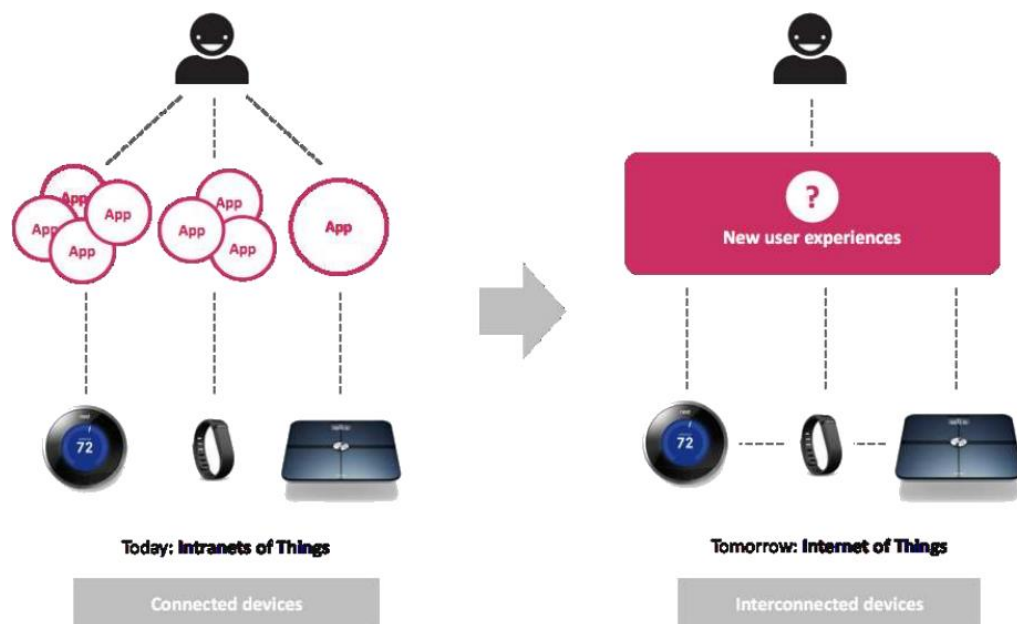 App
App
App
App
App
App
App
App
?
New user experiences
nest
72
72
Today: Intranets of Things
Tomorrow: Internet of Things
Connected devices
Interconnected devices